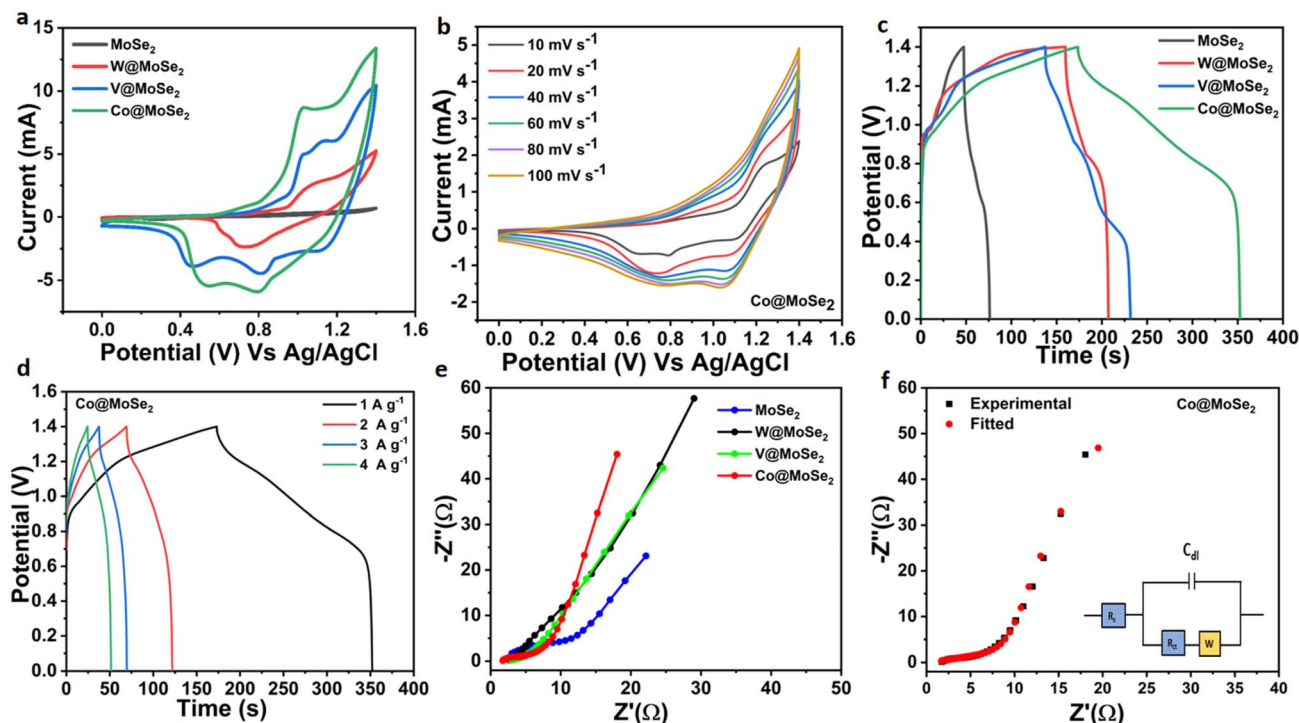 a
MoSe2
W@MoSe2
V@MoSe2
Co@MoSe2
15
10
5
0
-5
Current (mA)
0.0 0.4 0.8 1.2 1.6
Potential (V) Vs Ag/AgCl
b
10 mV s-1
20 mV s-1
40 mV s-1
60 mV s-1
80 mV s-1
100 mV s-1
5
4
3
2
1
0
-1
-2
Current (mA)
Co@MoSe2
0.0 0.2 0.4 0.6 0.8 1.0 1.2 1.4 1.6
Potential (V) Vs Ag/AgCl
c
MoSe2
W@MoSe2
V@MoSe2
Co@MoSe2
1.4
1.2
1.0
0.8
0.6
0.4
0.2
0.0
Potential (V)
0 50 100 150 200 250 300 350 400
Time (s)
d
Co@MoSe2
1 A g-1
2 A g-1
3 A g-1
4 A g-1
1.6
1.4
1.2
1.0
0.8
0.6
0.4
0.2
0.0
Potential (V)
0 50 100 150 200 250 300 350 400
Time (s)
e
MoSe2
W@MoSe2
V@MoSe2
Co@MoSe2
60
50
40
30
20
10
0
-Z''(Ω)
0 10 20 30 40 50
Z'(Ω)
f
Experimental
Fitted
Co@MoSe2
60
50
40
30
20
10
0
-Z''(Ω)
Cdl
Rs
Rct
W
0 5 10 15 20 25 30 35 40
Z'(Ω)